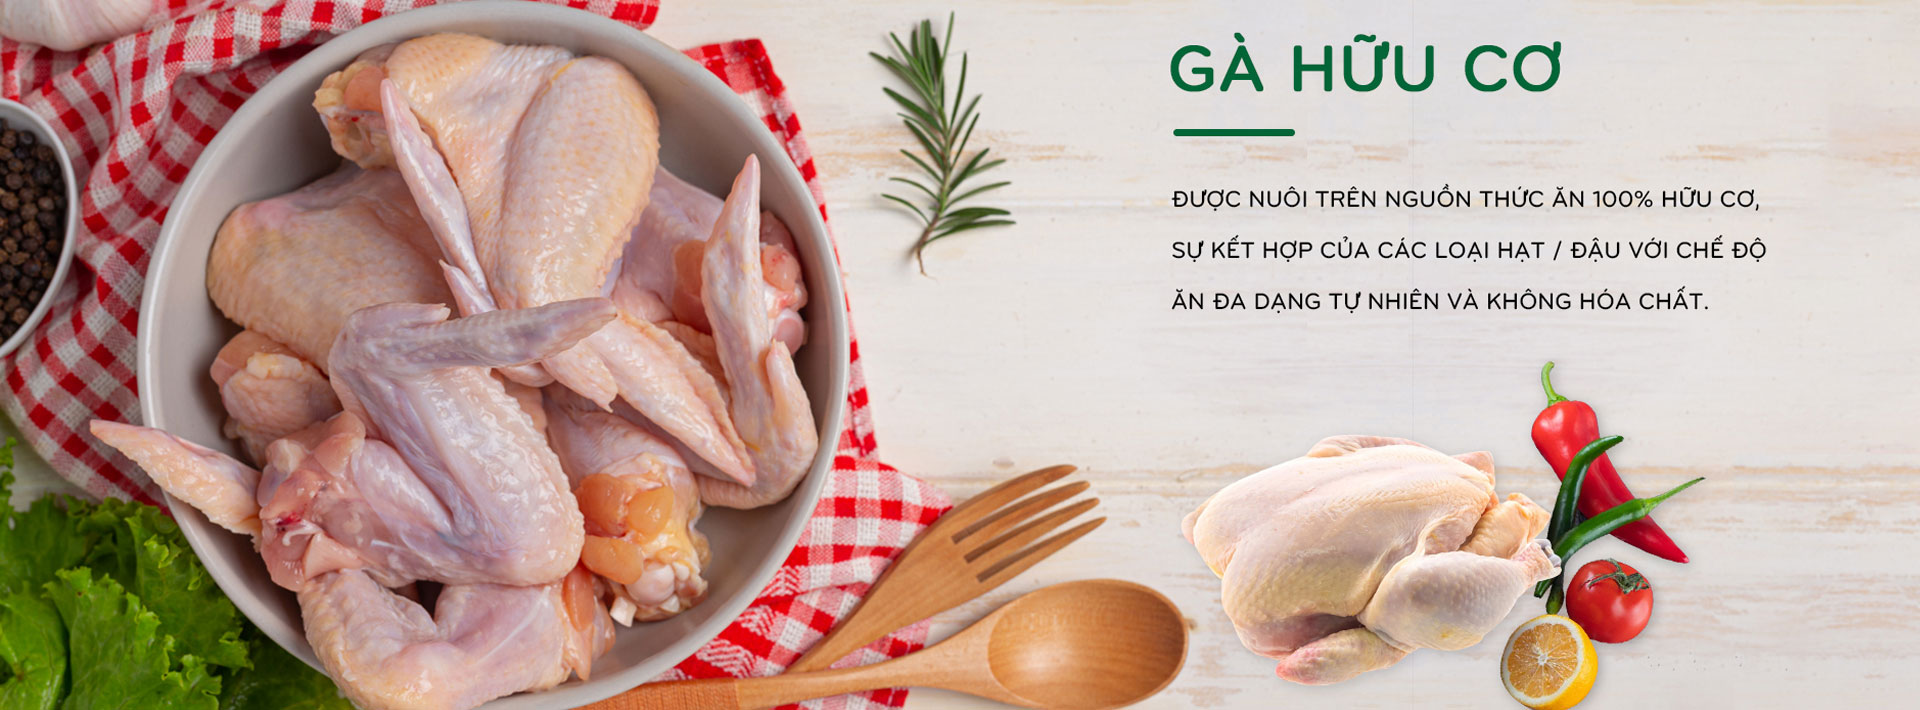 GÀ HỮU CƠ
ĐƯỢC NUÔI TRÊN NGUỒN THỨC ĂN 100% HỮU CƠ,
SỰ KẾT HỢP CỦA CÁC LOẠI HẠT / ĐẬU VỚI CHẾ ĐỘ
ĂN ĐA DẠNG TỰ NHIÊN VÀ KHÔNG HÓA CHẤT.